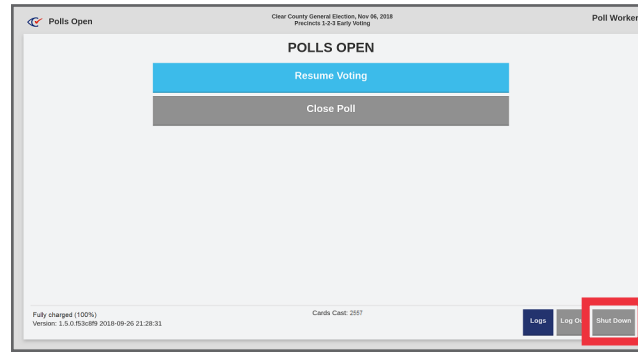 Polls Open
Clear County General Election, Nov 06, 2018
Precincts 1-2-3 Early Voting
Poll Worker
POLLS OPEN
Resume Voting
Close Poll
Fully charged (100%)
Version: 1.5.0.f53c8f9 2018-09-26 21:28:31
Cards Cast: 2557
Logs
Log
Shut Down